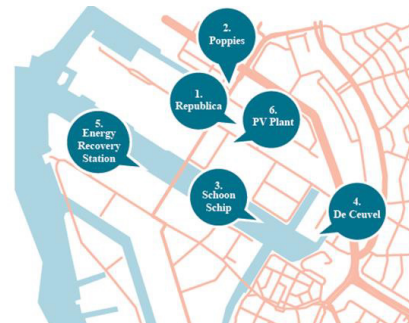 2.
Poppies
1.
Republica
6.
PV Plant
5.
Energy
Recovery
Station
3.
Schoon
Schip
4.
De Ceuvel